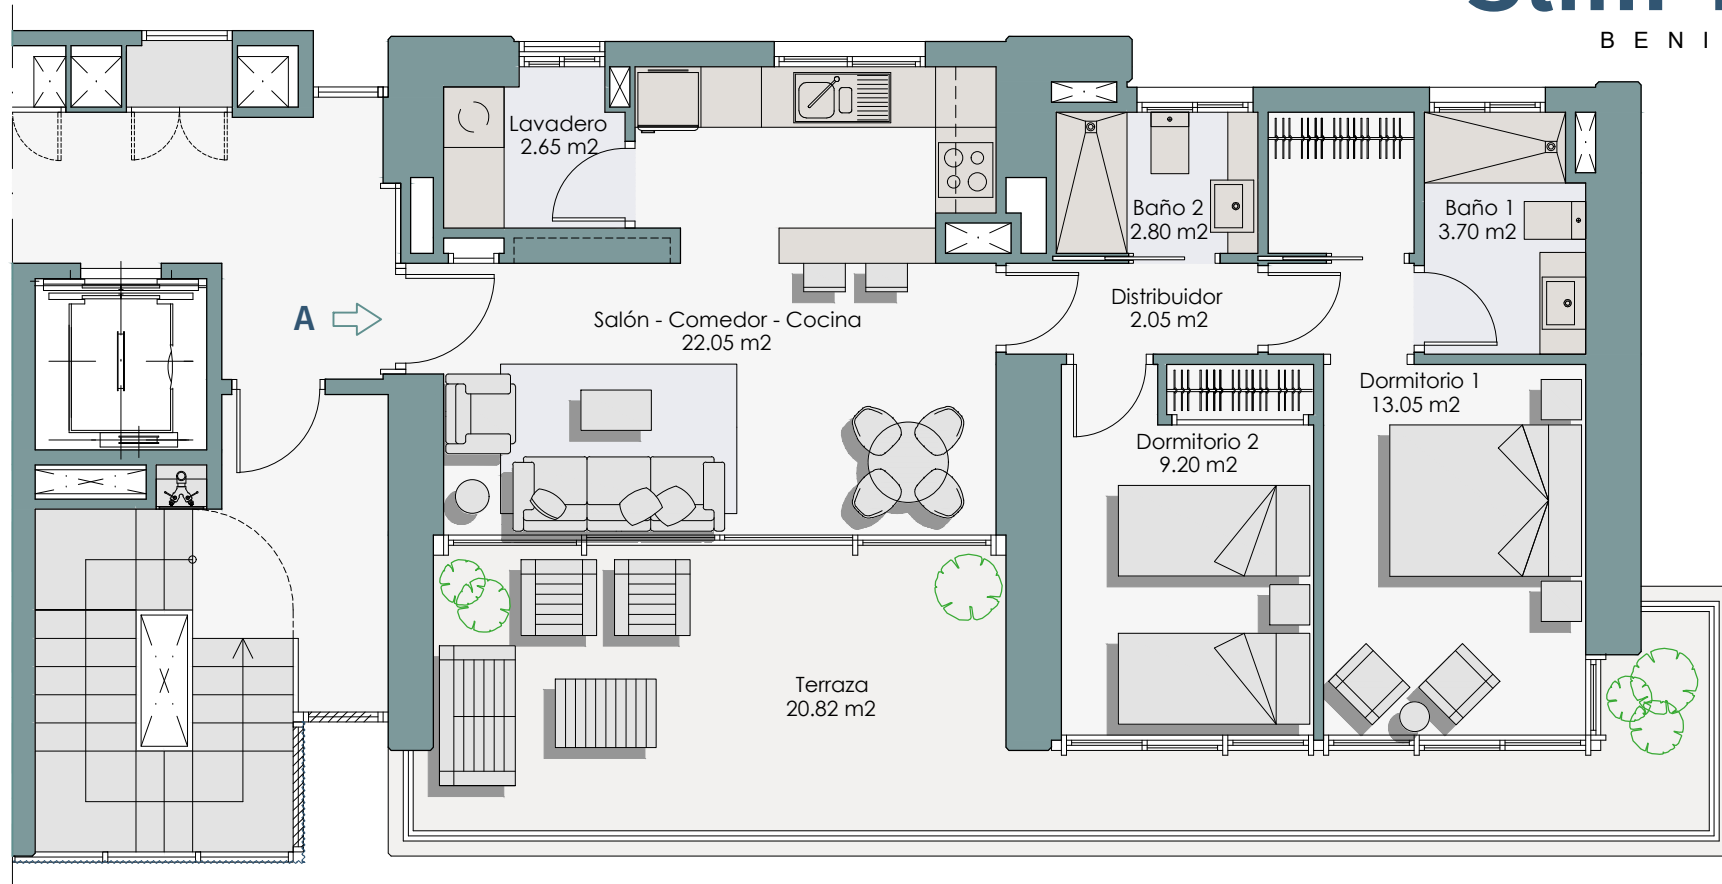 BENI
Lavadero
2.65 m2
Baño 2
2.80 m2
Baño 1
3.70 m2
A
Salón - Comedor - Cocina
22.05 m2
Distribuidor
2.05 m2
Dormitorio 1
13.05 m2
Dormitorio 2
9.20 m2
Terraza
20.82 m2